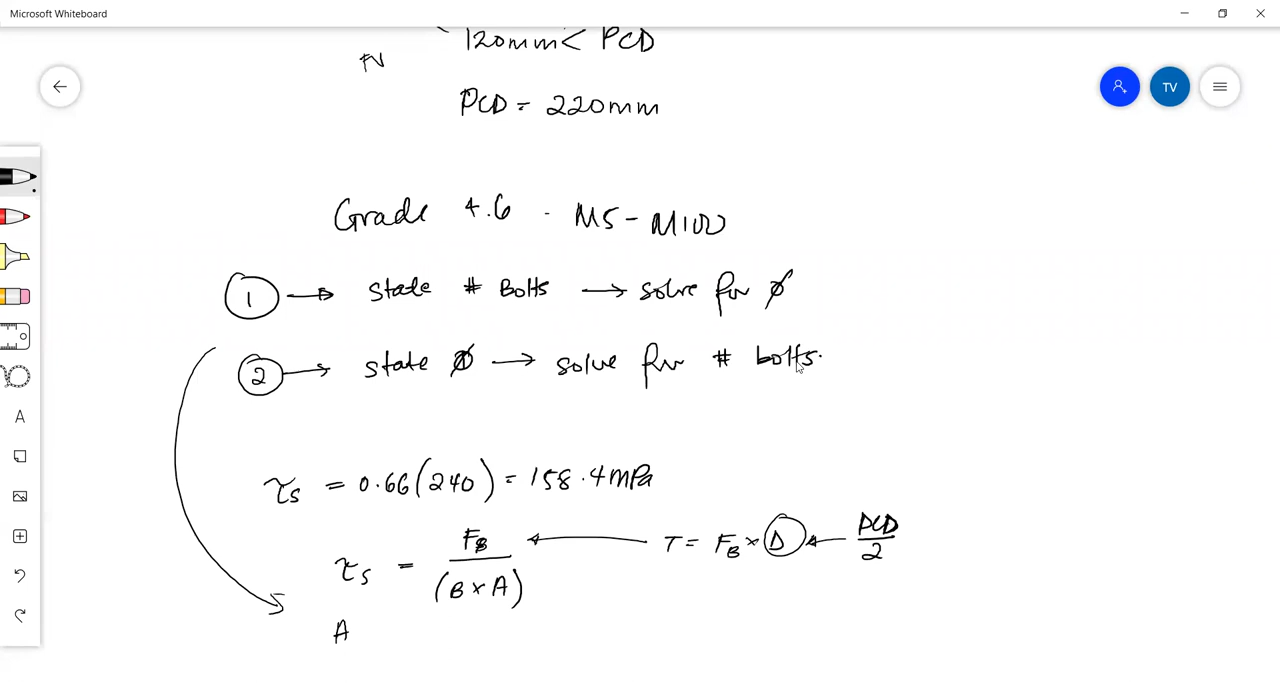 Microsoft Whiteboard
120mm < PCD
FN
TV
PCD = 220mm
Grade 4.6 - M5 - M100
1 → state # Bolts → solve for ϕ
2 → state ϕ → solve for # bolts.
A
τs = 0.66(240) = 158.4mPa
τs = FB / (B × A) ← T = FB × D ← PCD / 2
A